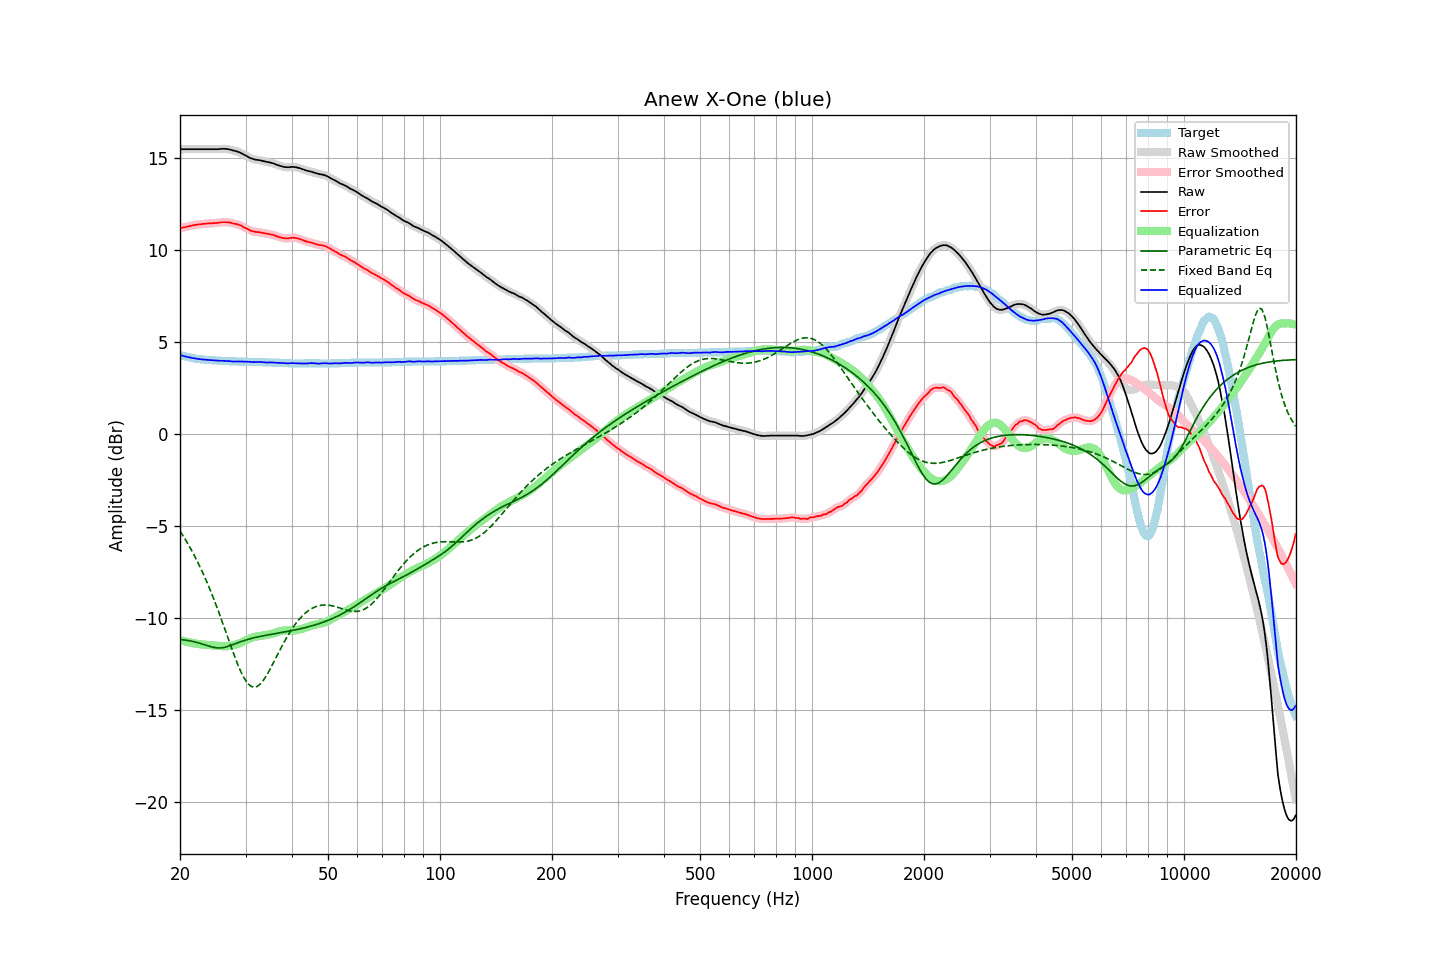 Anew X-One (blue)
Target
Raw Smoothed
Error Smoothed
Raw
Error
Equalization
Parametric Eq
Fixed Band Eq
Equalized
15
10
5
0
−5
−10
−15
−20
Amplitude (dBr)
20 50 100 200 500 1000 2000 5000 10000 20000
Frequency (Hz)